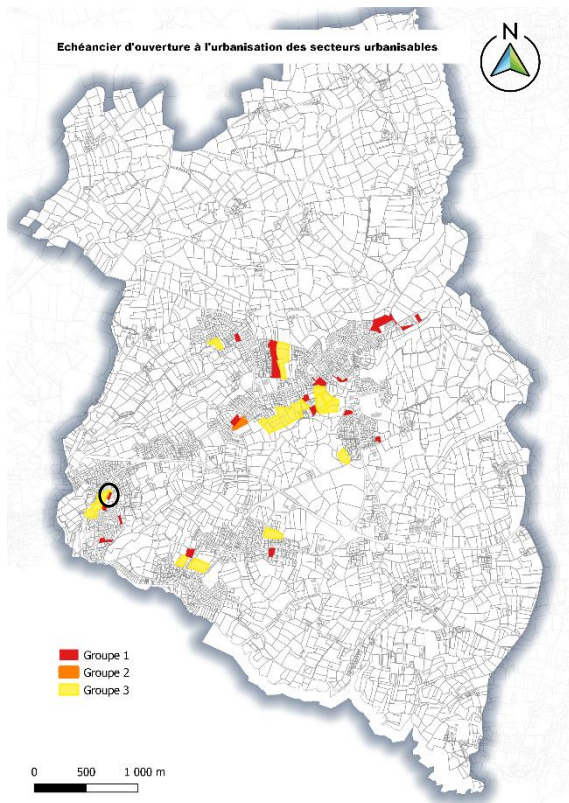 N
Echéancier d'ouverture à l'urbanisation des secteurs urbanisables
Groupe 1
Groupe 2
Groupe 3
0 500 1 000 m